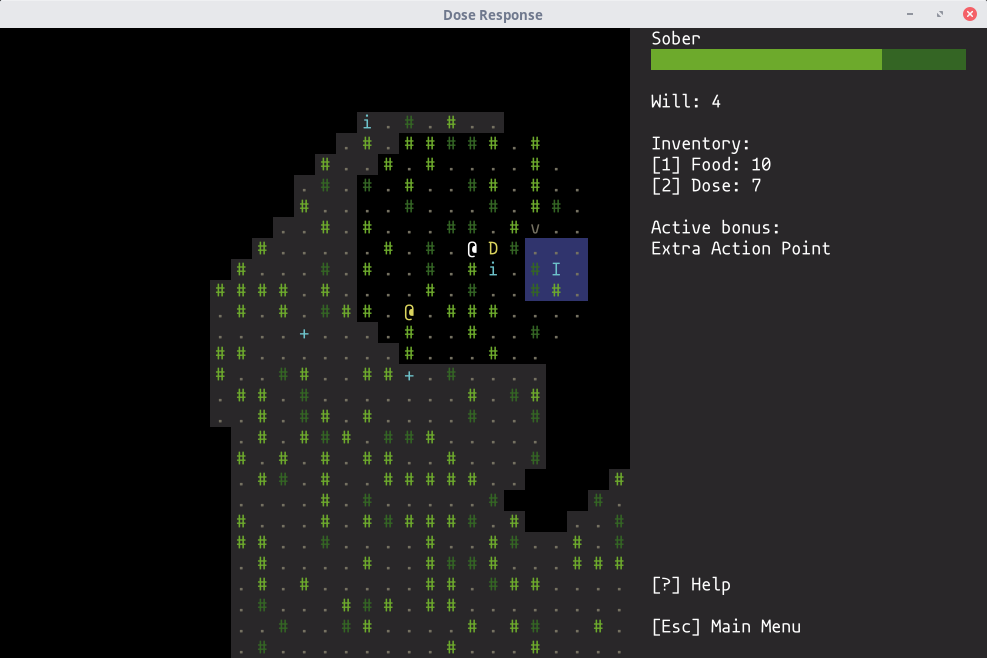 Dose Response
Sober
Will: 4
Inventory:
[1] Food: 10
[2] Dose: 7
Active bonus:
Extra Action Point
[?] Help
[Esc] Main Menu